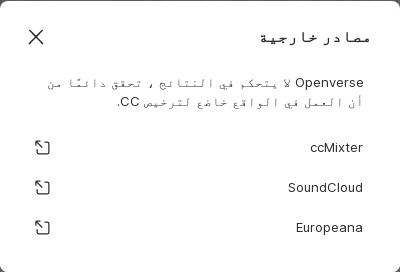 مصادر خارجية
Openverse لا يتحكم في النتائج ، تحقق دائمًا من
أن العمل في الواقع خاضع لترخيص CC.
ccMixter
SoundCloud
Europeana